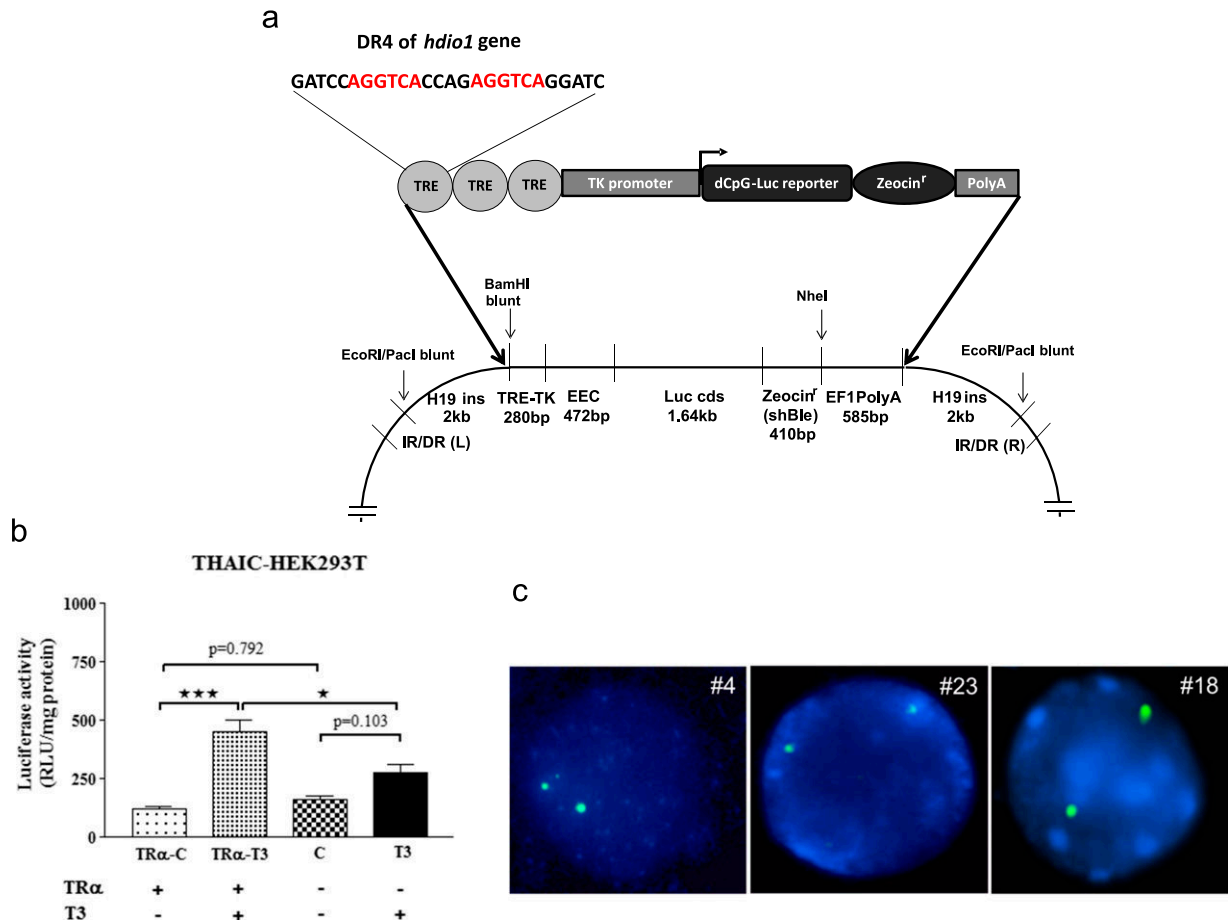 a
DR4 of hdio1 gene
GATCCAGGTCACCAGAGGTCAGGATC
TRE TRE TRE TK promoter dCpG-Luc reporter Zeocinʳ PolyA
BamHI
blunt
NheI
EcoRI/PacI blunt
EcoRI/PacI blunt
H19 ins
2kb
TRE-TK
280bp
EEC
472bp
Luc cds
1.64kb
Zeocinʳ
(shBle)
410bp
EF1PolyA
585bp
H19 ins
2kb
IR/DR (L)
IR/DR (R)
b
THAIC-HEK293T
Luciferase activity
(RLU/mg protein)
1000
750
500
250
0
p=0.792
★★★
★
p=0.103
TRα-C TRα-T3 C T3
TRα + + - -
T3 - + - +
c
#4
#23
#18